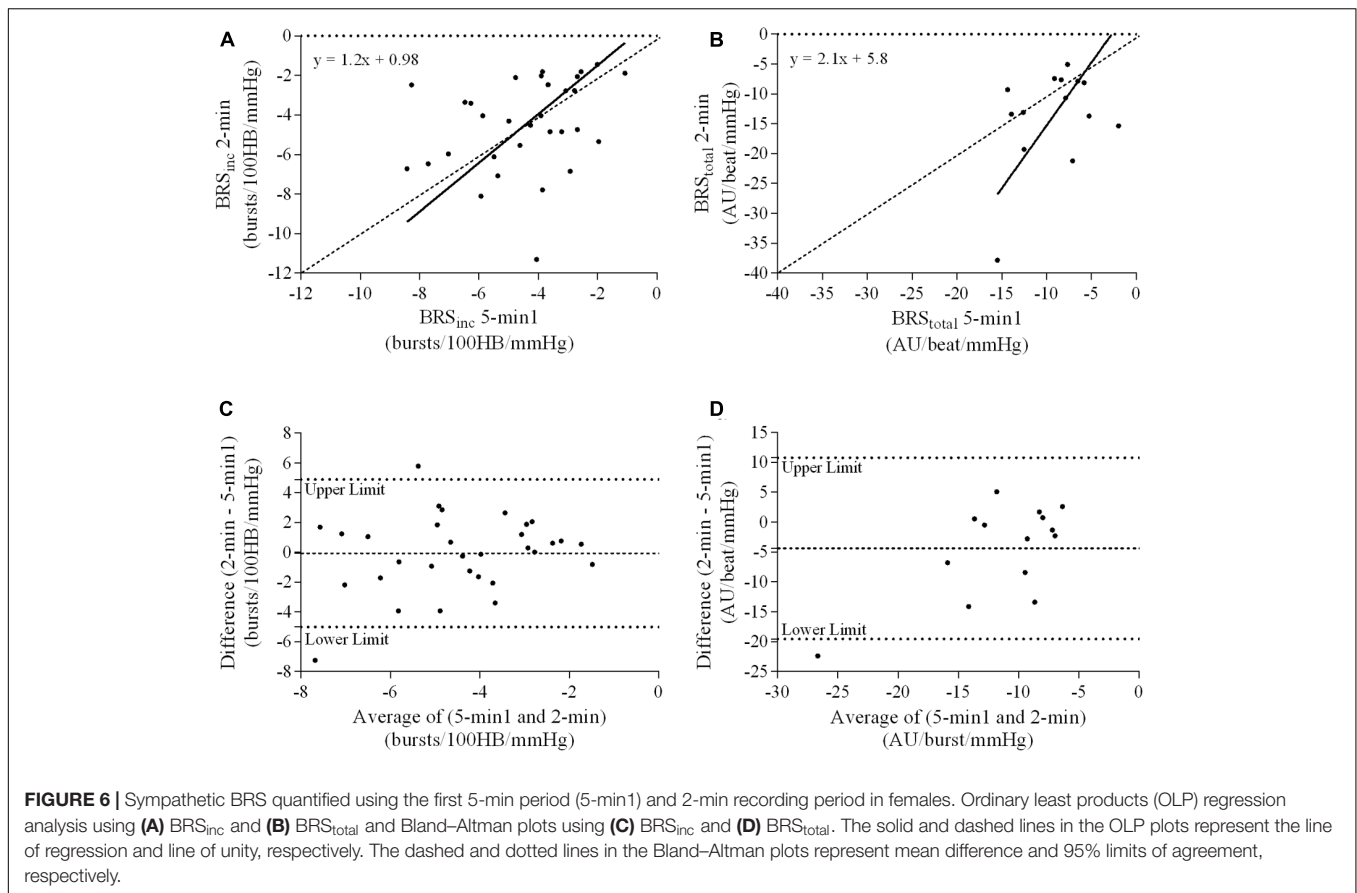 A
y = 1.2x + 0.98
BRSinc 2-min
(bursts/100HB/mmHg)
0
-2
-4
-6
-8
-10
-12
-12 -10 -8 -6 -4 -2 0
BRSinc 5-min1
(bursts/100HB/mmHg)
B
y = 2.1x + 5.8
BRStotal 2-min
(AU/beat/mmHg)
0
-5
-10
-15
-20
-25
-30
-35
-40
-40 -35 -30 -25 -20 -15 -10 -5 0
BRStotal 5-min1
(AU/beat/mmHg)
C
Difference (2-min - 5-min1)
(bursts/100HB/mmHg)
8
6
4
2
0
-2
-4
-6
-8
Upper Limit
Lower Limit
-8 -6 -4 -2 0
Average of (5-min1 and 2-min)
(bursts/100HB/mmHg)
D
Difference (2-min - 5-min1)
(AU/beat/mmHg)
15
10
5
0
-5
-10
-15
-20
-25
Upper Limit
Lower Limit
-30 -25 -20 -15 -10 -5 0
Average of (5-min1 and 2-min)
(AU/burst/mmHg)
FIGURE 6 | Sympathetic BRS quantified using the first 5-min period (5-min1) and 2-min recording period in females. Ordinary least products (OLP) regression
analysis using (A) BRSinc and (B) BRStotal and Bland–Altman plots using (C) BRSinc and (D) BRStotal. The solid and dashed lines in the OLP plots represent the line
of regression and line of unity, respectively. The dashed and dotted lines in the Bland–Altman plots represent mean difference and 95% limits of agreement,
respectively.